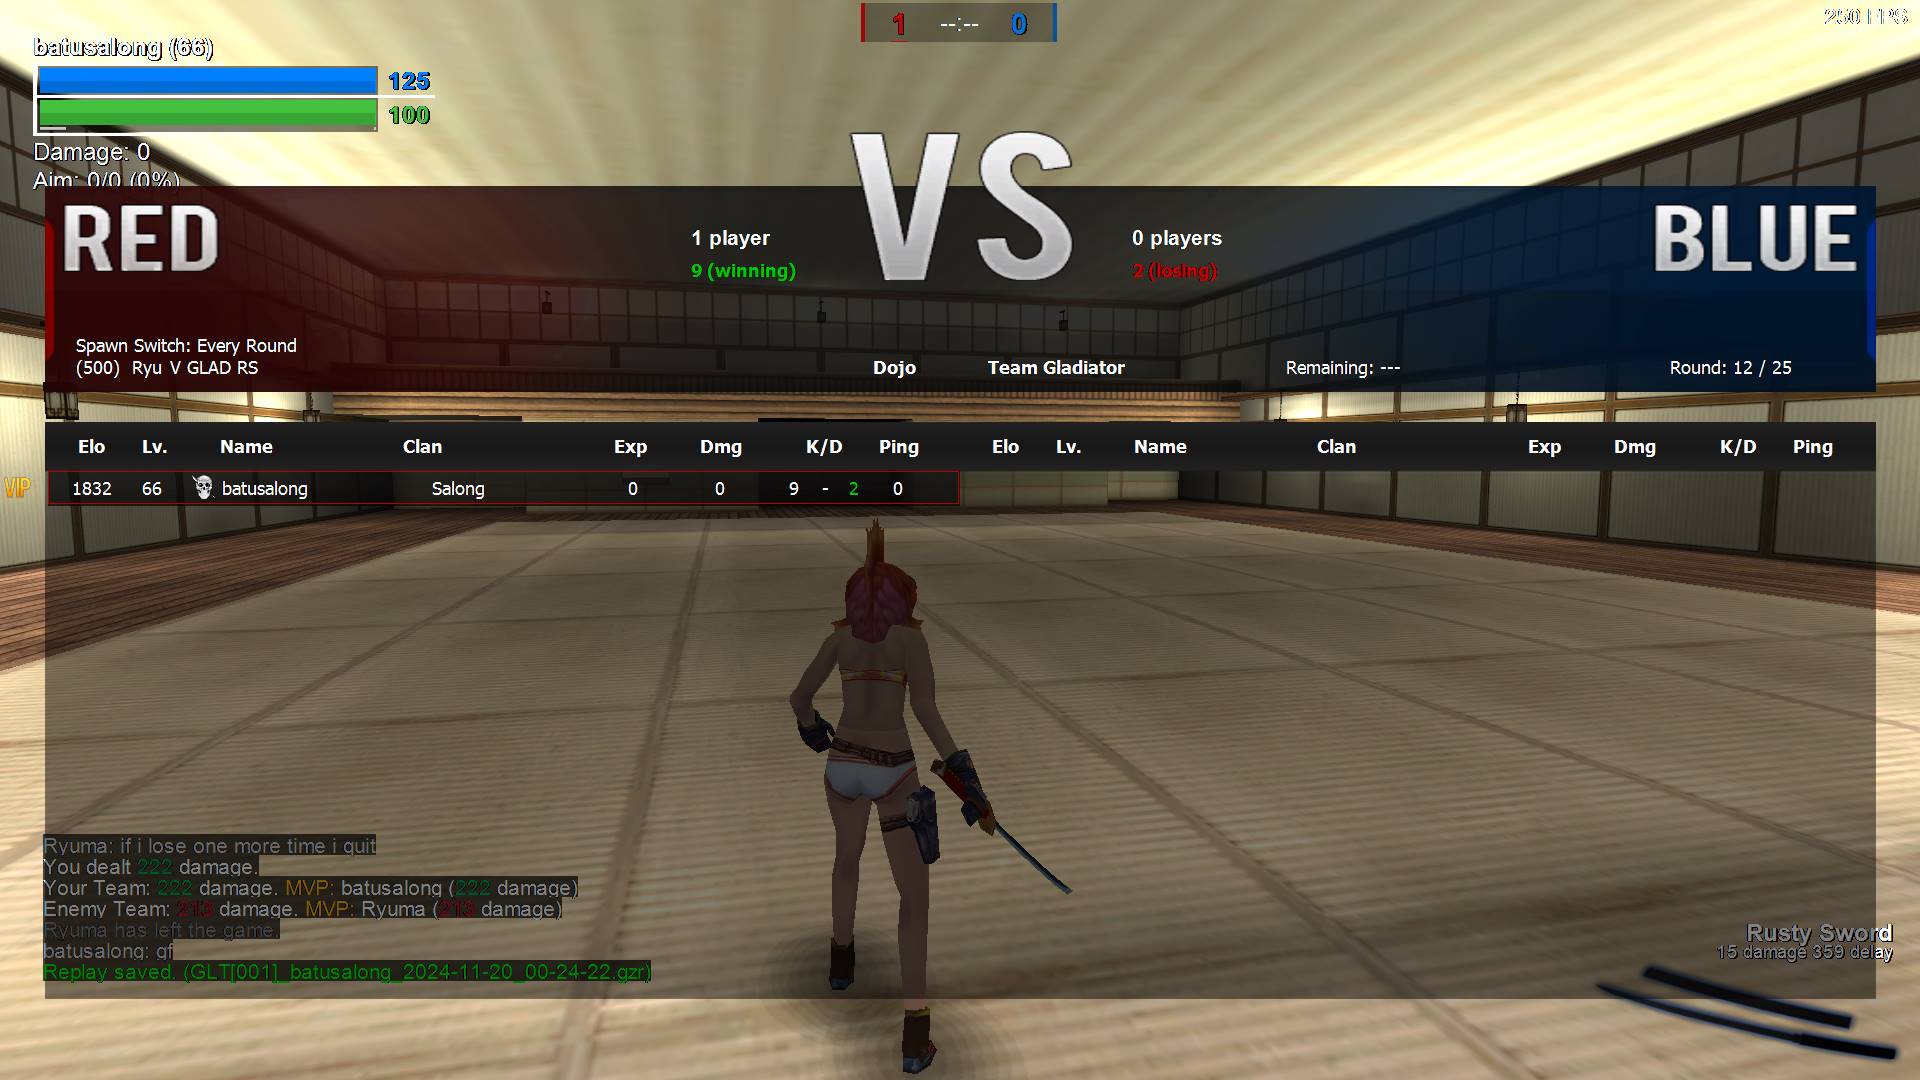 1 --:-- 0
250 FPS
batusalong (66)
125
100
Damage: 0
Aim: 0/0 (0%)
RED
VS
BLUE
1 player
0 players
9 (winning)
2 (losing)
Spawn Switch: Every Round
(500) Ryu V GLAD RS
Dojo
Team Gladiator
Remaining: ---
Round: 12 / 25
Elo Lv. Name Clan Exp Dmg K/D Ping
Elo Lv. Name Clan Exp Dmg K/D Ping
VIP
1832 66 batusalong Salong 0 0 9 - 2 0
Ryuma: if i lose one more time i quit
You dealt 222 damage.
Your Team: 222 damage. MVP: batusalong (222 damage)
Enemy Team: 213 damage. MVP: Ryuma (213 damage)
Ryuma has left the game.
batusalong: gf
Replay saved. (GLT[001]_batusalong_2024-11-20_00-24-22.gzr)
Rusty Sword
15 damage 359 delay